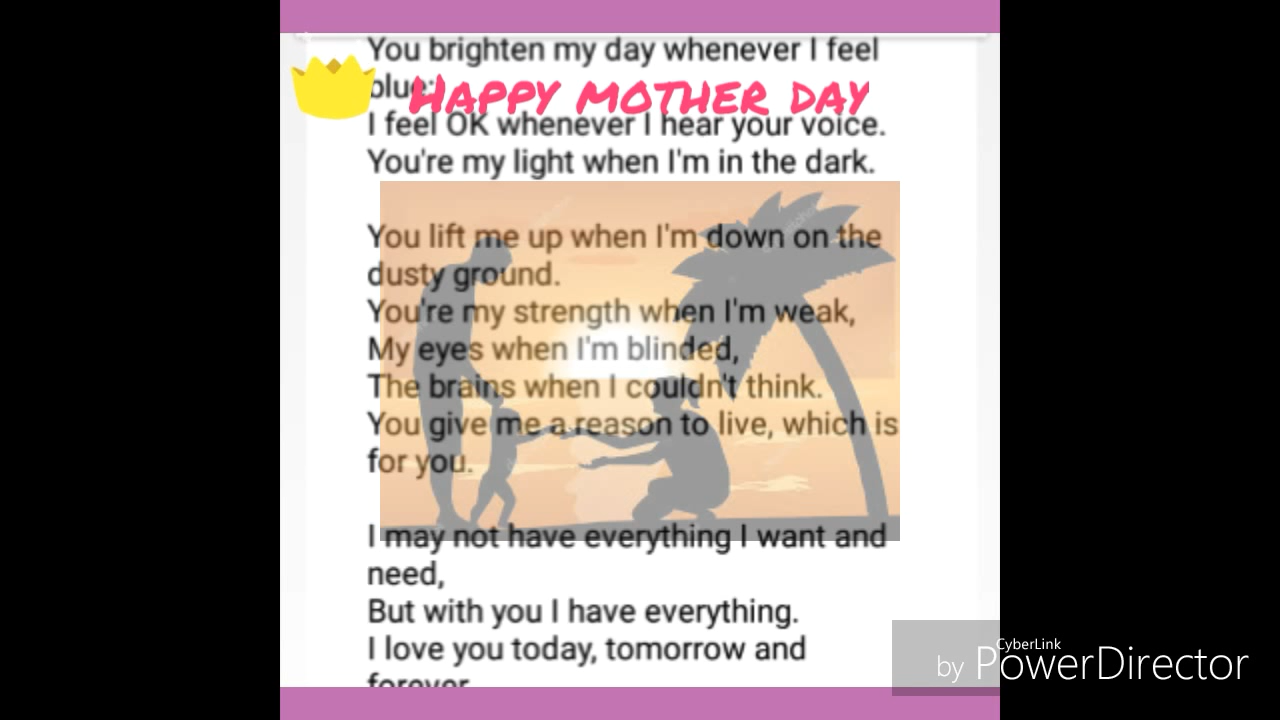 You brighten my day whenever I feel
blue;
HAPPY MOTHER DAY
I feel OK whenever I hear your voice.
You're my light when I'm in the dark.
You lift me up when I'm down on the
dusty ground.
You're my strength when I'm weak,
My eyes when I'm blinded,
The brains when I couldn't think.
You give me a reason to live, which is
for you.
I may not have everything I want and
need,
But with you I have everything.
I love you today, tomorrow and
forever
CyberLink
by PowerDirector